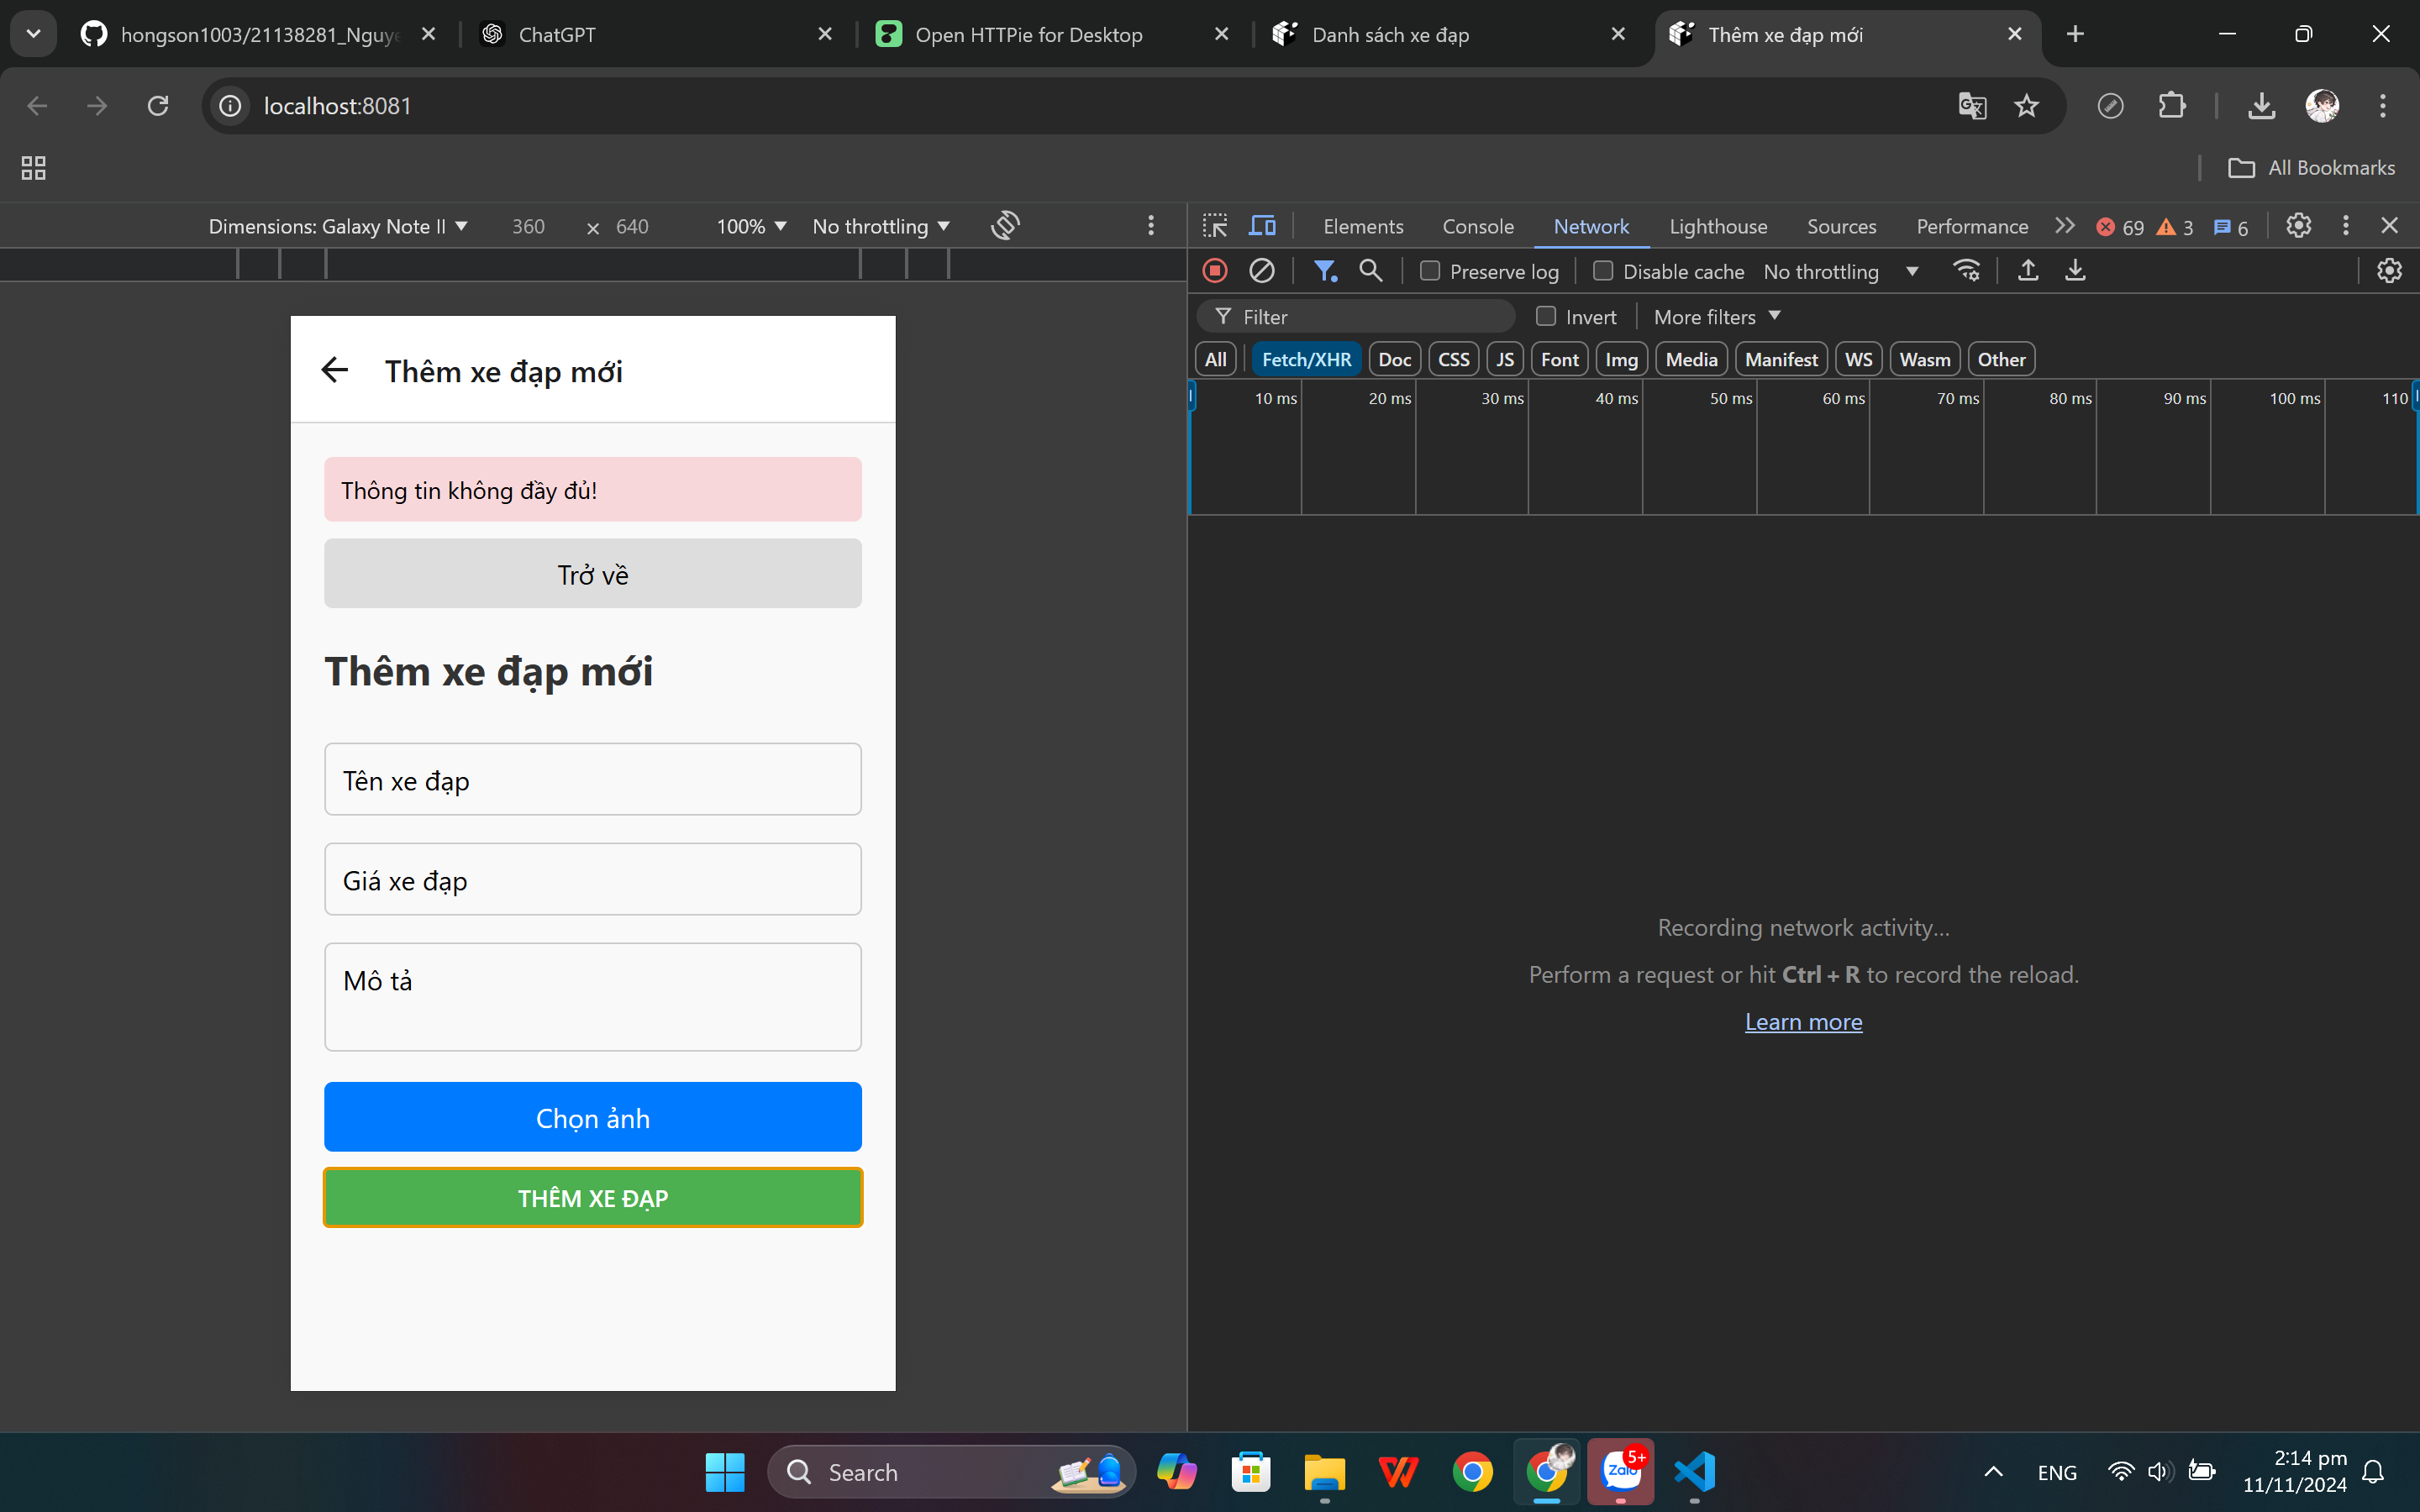 hongson1003/21138281_Nguye
ChatGPT
Open HTTPie for Desktop
Danh sách xe đạp
Thêm xe đạp mới
localhost:8081
All Bookmarks
Dimensions: Galaxy Note II 360 × 640 100% No throttling
Elements Console Network Lighthouse Sources Performance 69 3 6
Preserve log Disable cache No throttling
Filter Invert More filters
All Fetch/XHR Doc CSS JS Font Img Media Manifest WS Wasm Other
10 ms 20 ms 30 ms 40 ms 50 ms 60 ms 70 ms 80 ms 90 ms 100 ms 110
Thêm xe đạp mới
Thông tin không đầy đủ!
Trở về
Thêm xe đạp mới
Tên xe đạp
Giá xe đạp
Mô tả
Chọn ảnh
THÊM XE ĐẠP
Recording network activity…
Perform a request or hit Ctrl + R to record the reload.
Learn more
Search
Zalo
5+
ENG
2:14 pm
11/11/2024